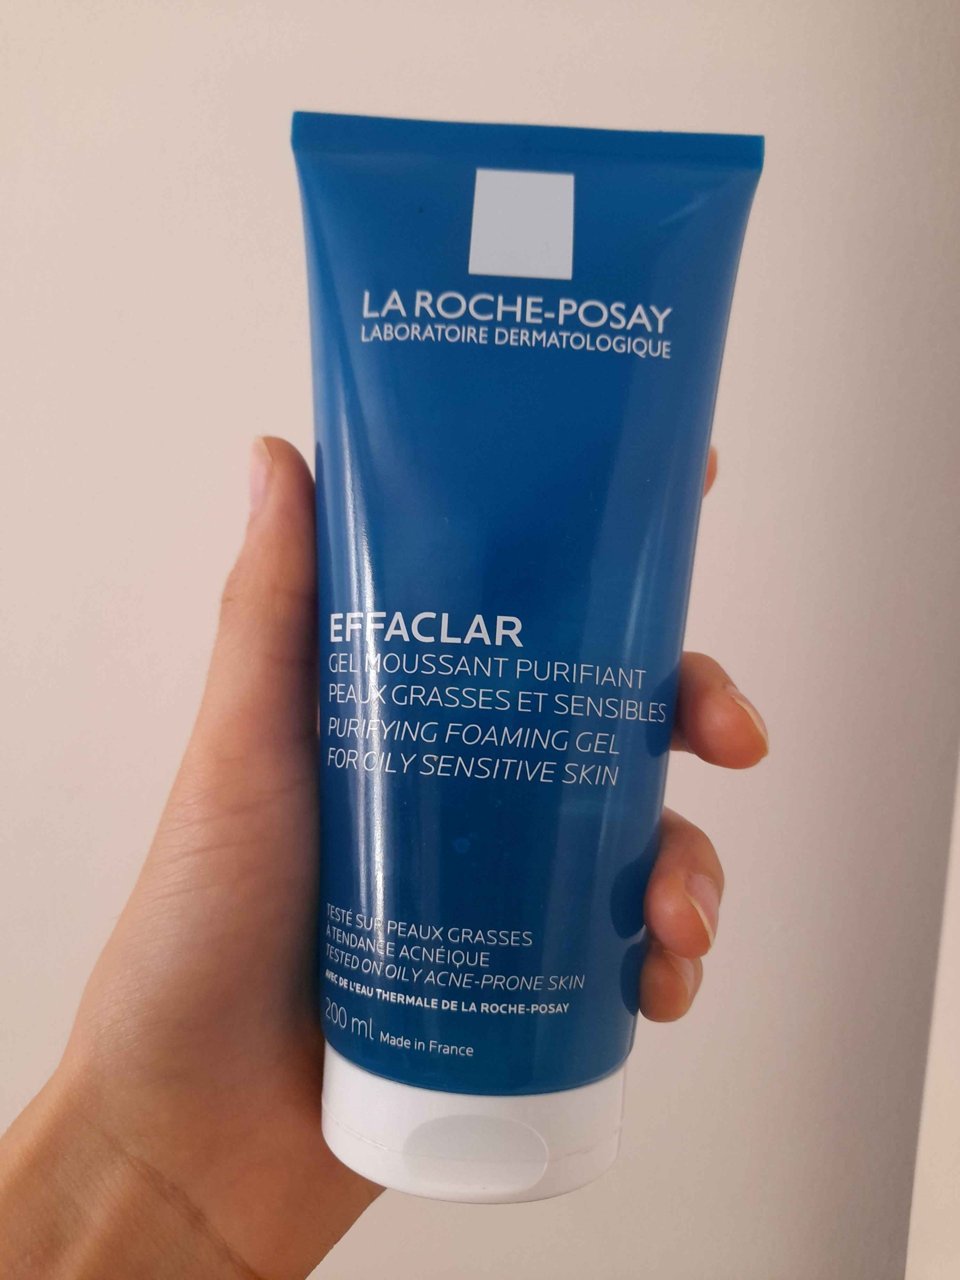 LA ROCHE-POSAY
LABORATOIRE DERMATOLOGIQUE
EFFACLAR
GEL MOUSSANT PURIFIANT
PEAUX GRASSES ET SENSIBLES
PURIFYING FOAMING GEL
FOR OILY SENSITIVE SKIN
TESTÉ SUR PEAUX GRASSES
À TENDANCE ACNÉIQUE
TESTED ON OILY ACNE-PRONE SKIN
AVEC DE L'EAU THERMALE DE LA ROCHE-POSAY
200 ml Made in France